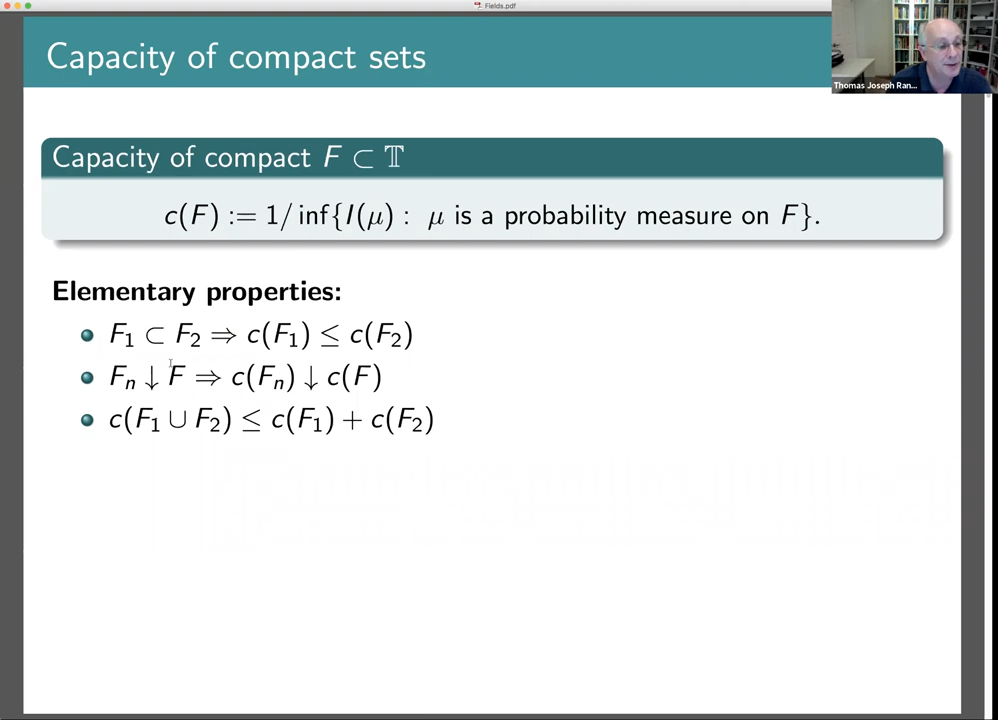 Fields.pdf
Capacity of compact sets
Thomas Joseph Ran...
Capacity of compact F ⊂ 𝕋
c(F) := 1/ inf{I(μ) : μ is a probability measure on F}.
Elementary properties:
F₁ ⊂ F₂ ⇒ c(F₁) ≤ c(F₂)
Fₙ ↓ F ⇒ c(Fₙ) ↓ c(F)
c(F₁ ∪ F₂) ≤ c(F₁) + c(F₂)